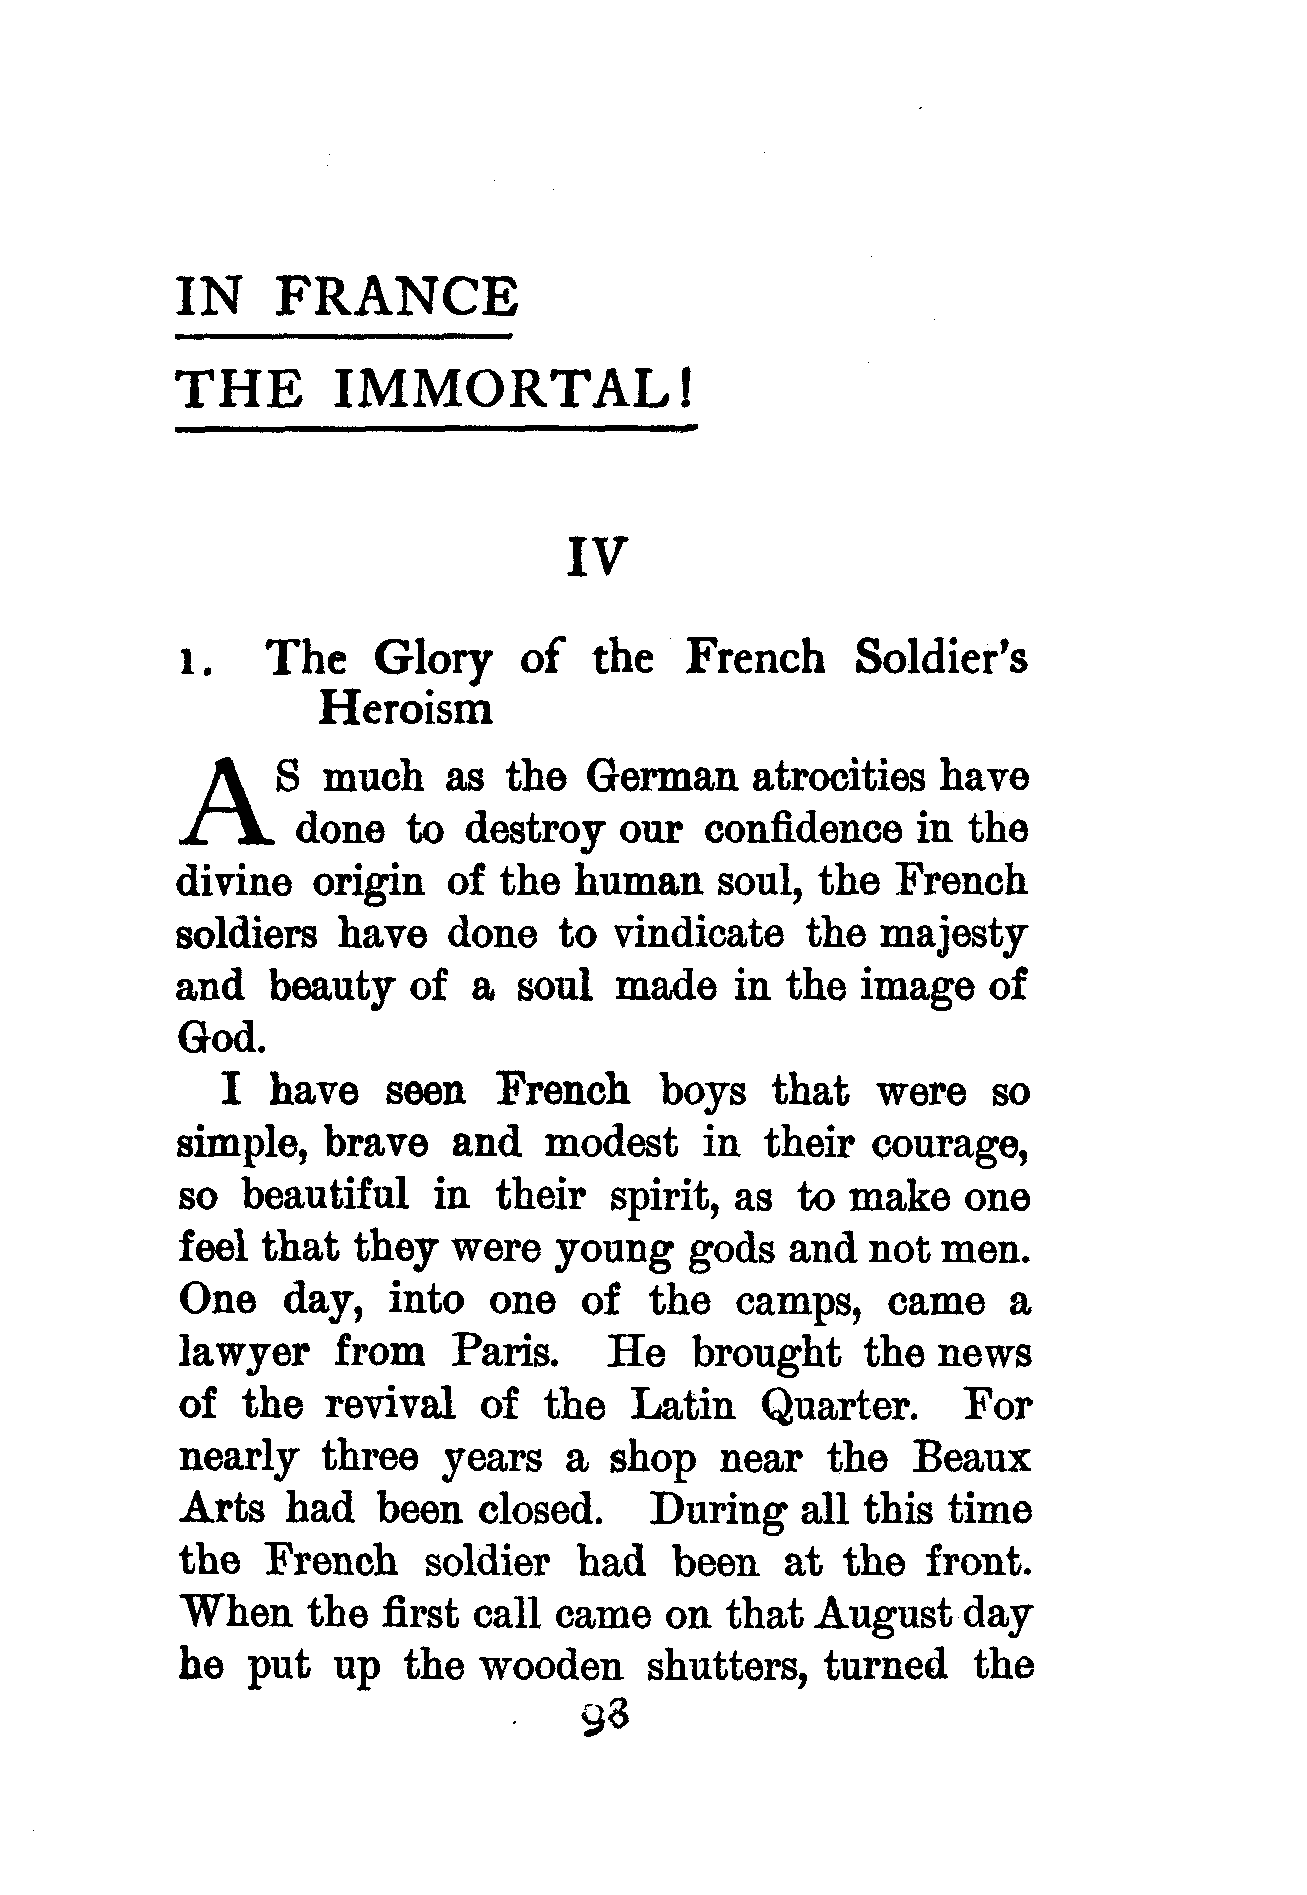 IN FRANCE
THE IMMORTAL!
IV
1. The Glory of the French Soldier's
Heroism
AS much as the German atrocities have
done to destroy our confidence in the
divine origin of the human soul, the French
soldiers have done to vindicate the majesty
and beauty of a soul made in the image of
God.
I have seen French boys that were so
simple, brave and modest in their courage,
so beautiful in their spirit, as to make one
feel that they were young gods and not men.
One day, into one of the camps, came a
lawyer from Paris. He brought the news
of the revival of the Latin Quarter. For
nearly three years a shop near the Beaux
Arts had been closed. During all this time
the French soldier had been at the front.
When the first call came on that August day
he put up the wooden shutters, turned the
98